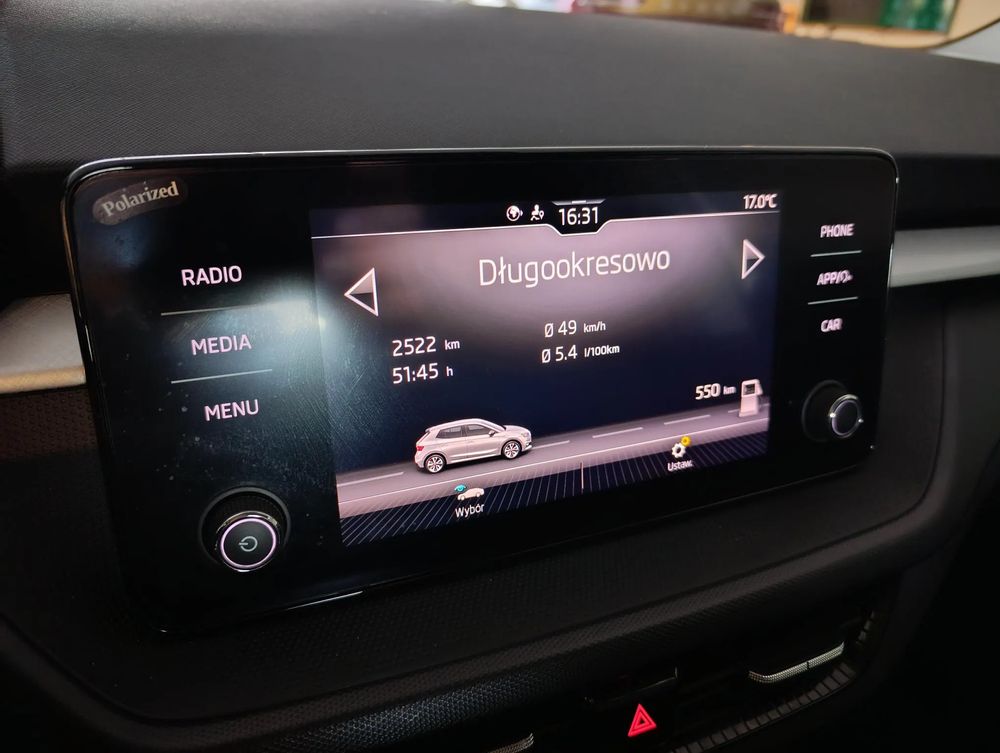 Polarized
16:31
17.0°C
RADIO
MEDIA
MENU
Długookresowo
2522 km
51:45 h
Ø 49 km/h
Ø 5.4 l/100km
550 km
Wybór
Ustaw.
PHONE
APP/
CAR